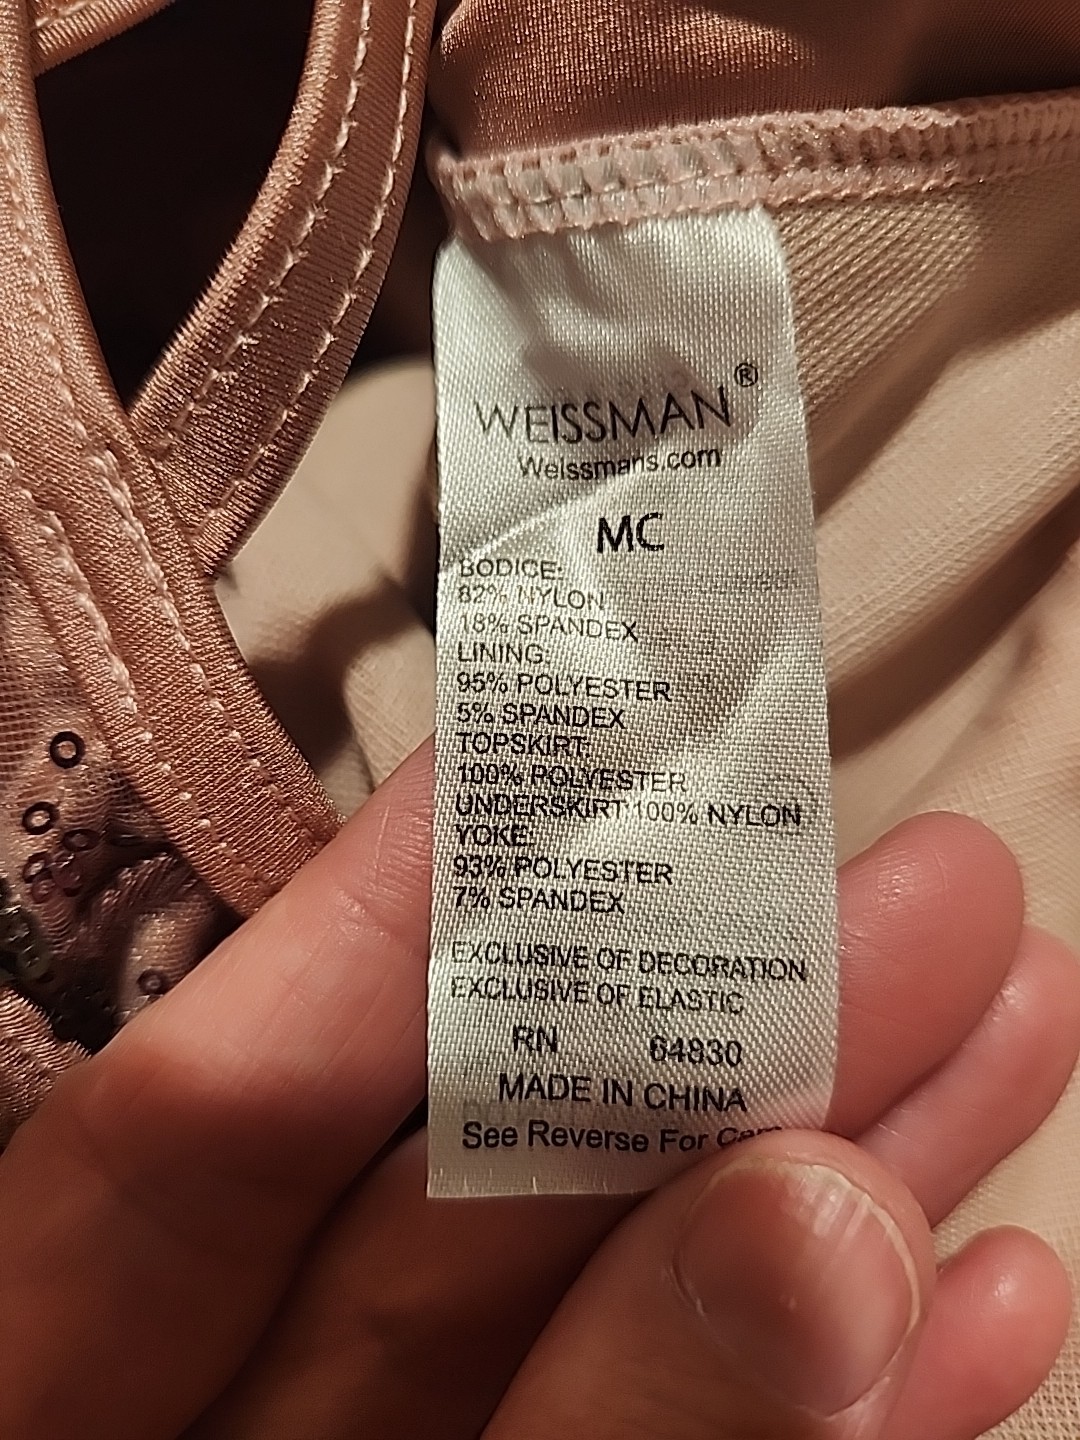 WEISSMAN®
Weissmans.com
MC
BODICE:
82% NYLON
18% SPANDEX
LINING:
95% POLYESTER
5% SPANDEX
TOPSKIRT:
100% POLYESTER
UNDERSKIRT:100% NYLON
YOKE:
93% POLYESTER
7% SPANDEX
EXCLUSIVE OF DECORATION
EXCLUSIVE OF ELASTIC
RN 64830
MADE IN CHINA
See Reverse For